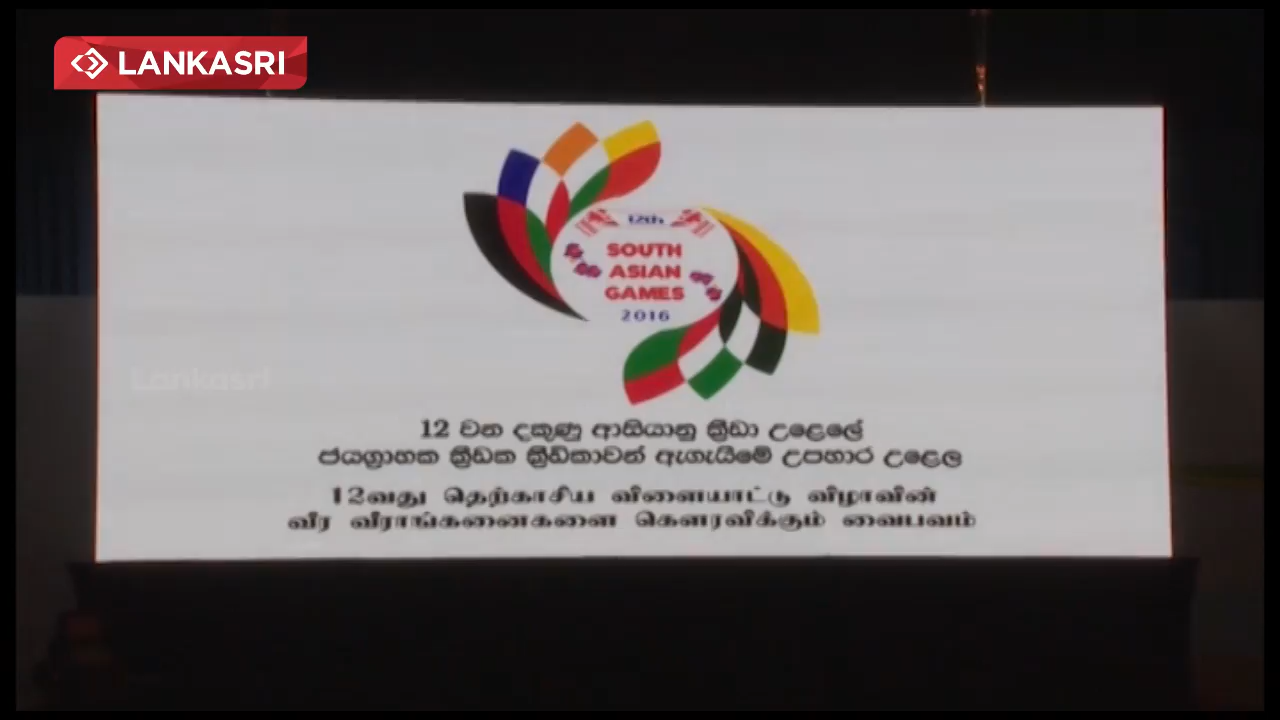 LANKASRI
12th
SOUTH
ASIAN
GAMES
2016
Lankasri
12 වන දකුණු ආසියානු ක්‍රීඩා උළෙලේ
ජයග්‍රාහක ක්‍රීඩක ක්‍රීඩිකාවන් ඇගැයීමේ උපහාර උළෙල
12வது தெற்காசிய விளையாட்டு விழாவின்
வீர வீராங்கனைகளை கௌரவிக்கும் வைபவம்